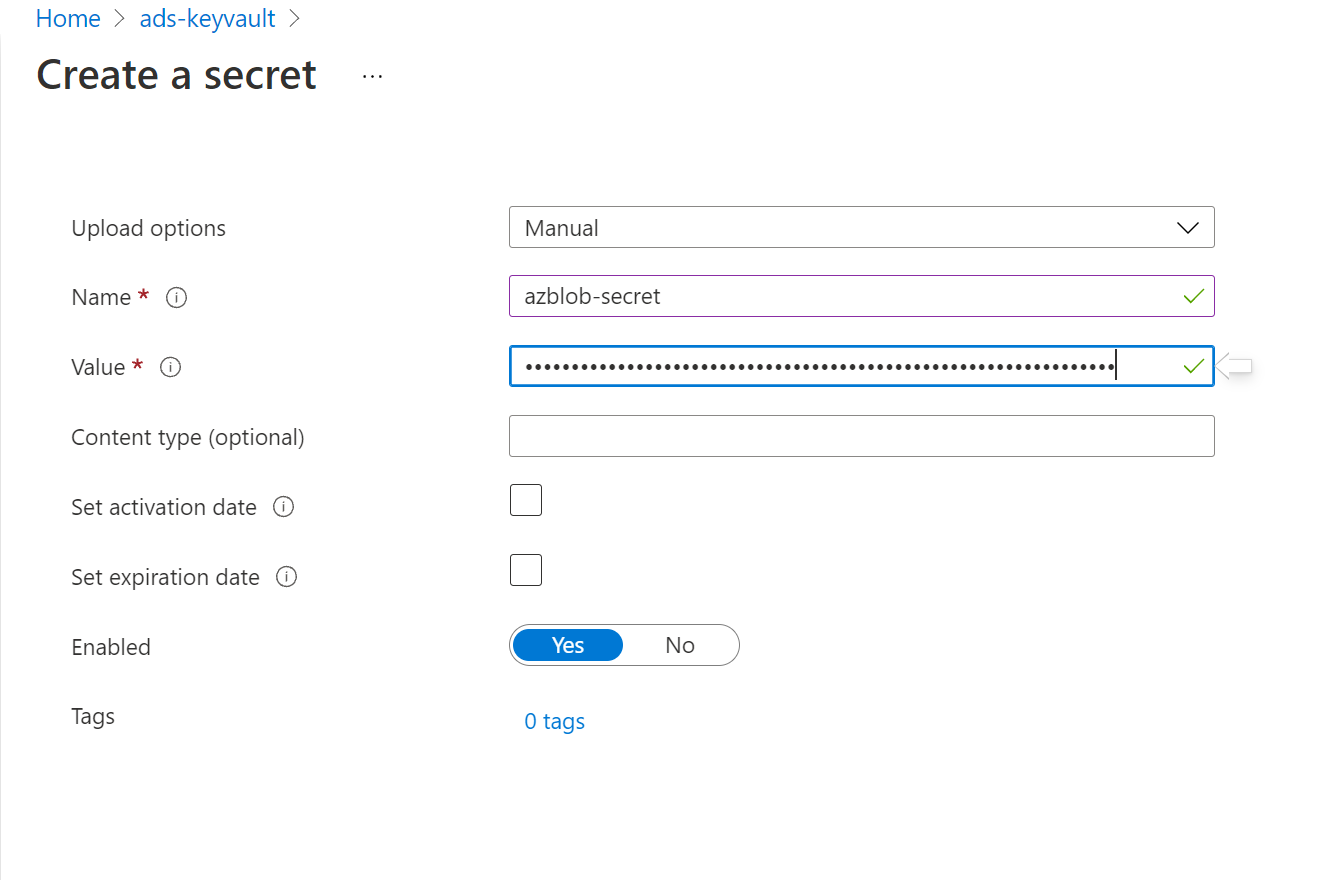 Home > ads-keyvault >
Create a secret ...
Upload options Manual
Name * azblob-secret
Value * ••••••••••••••••••••••••••••••••••••••••••••••••••••••••••••••••
Content type (optional)
Set activation date
Set expiration date
Enabled Yes No
Tags 0 tags